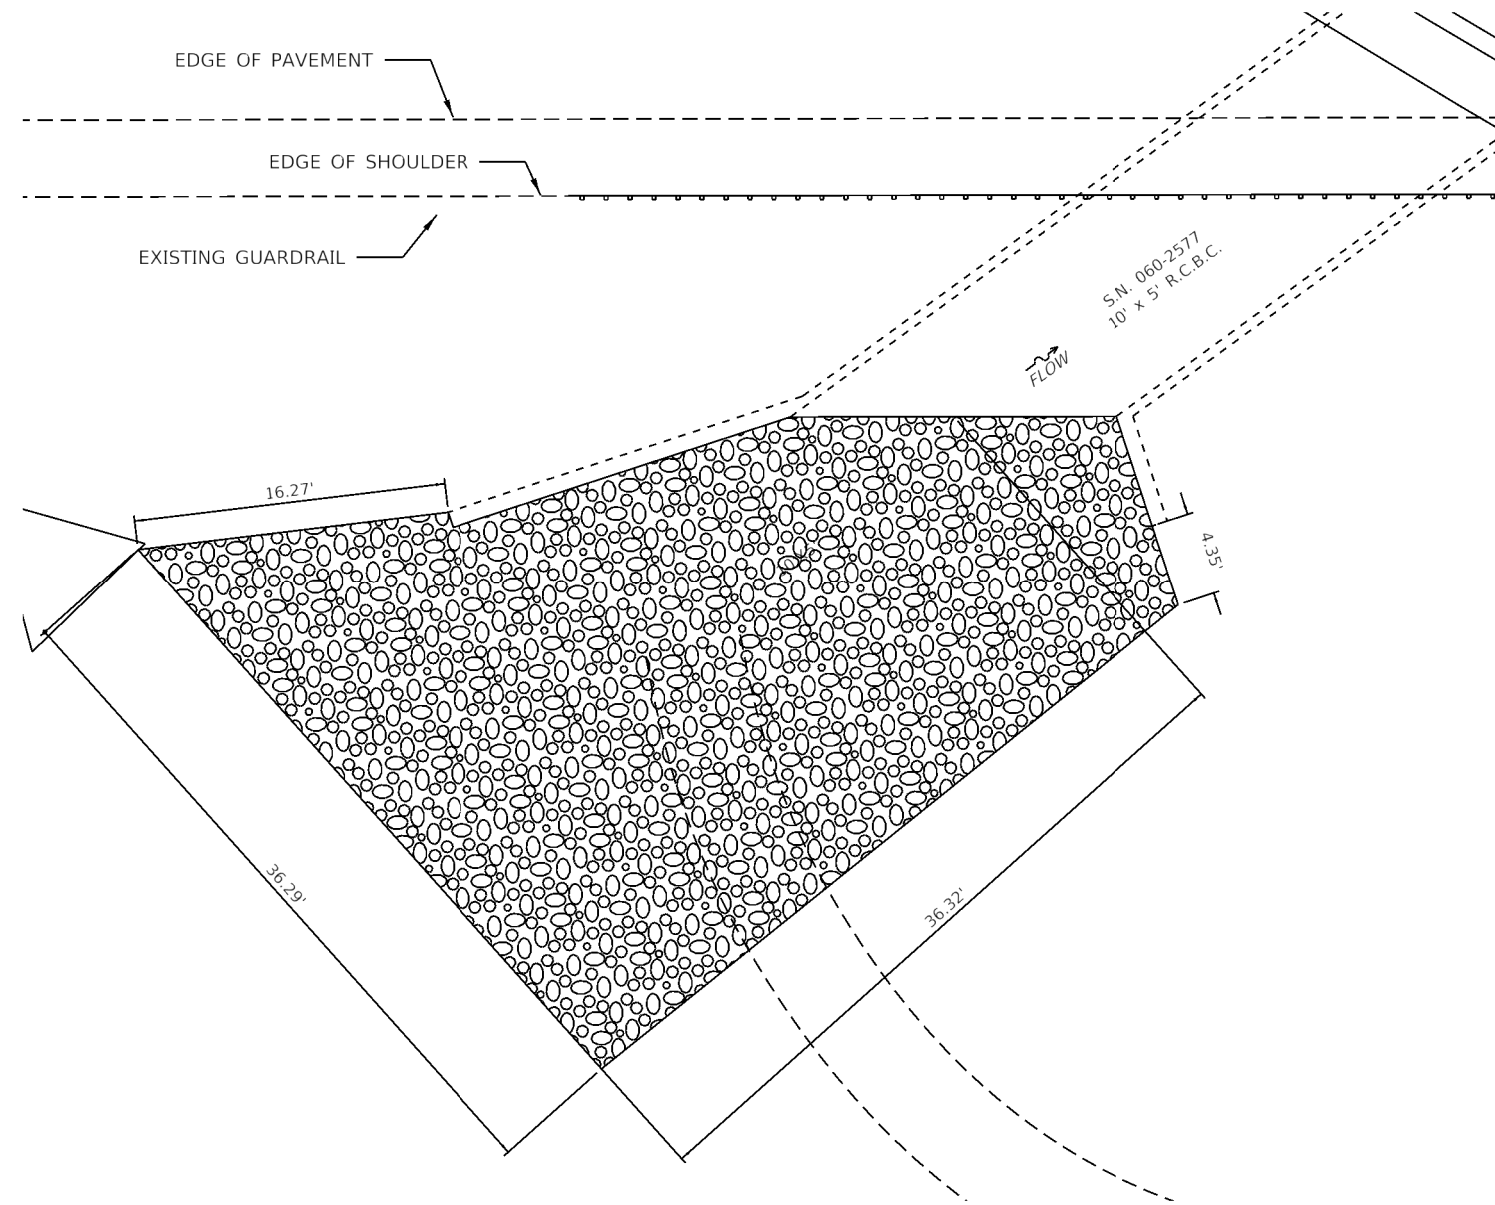 EDGE OF PAVEMENT
EDGE OF SHOULDER
EXISTING GUARDRAIL
S.N. 060-2577
10' x 5' R.C.B.C.
FLOW
16.27'
4.35'
36.29'
36.32'